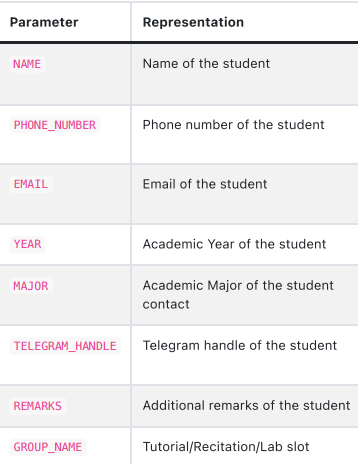 Parameter Representation
NAME Name of the student
PHONE_NUMBER Phone number of the student
EMAIL Email of the student
YEAR Academic Year of the student
MAJOR Academic Major of the student
contact
TELEGRAM_HANDLE Telegram handle of the student
REMARKS Additional remarks of the student
GROUP_NAME Tutorial/Recitation/Lab slot